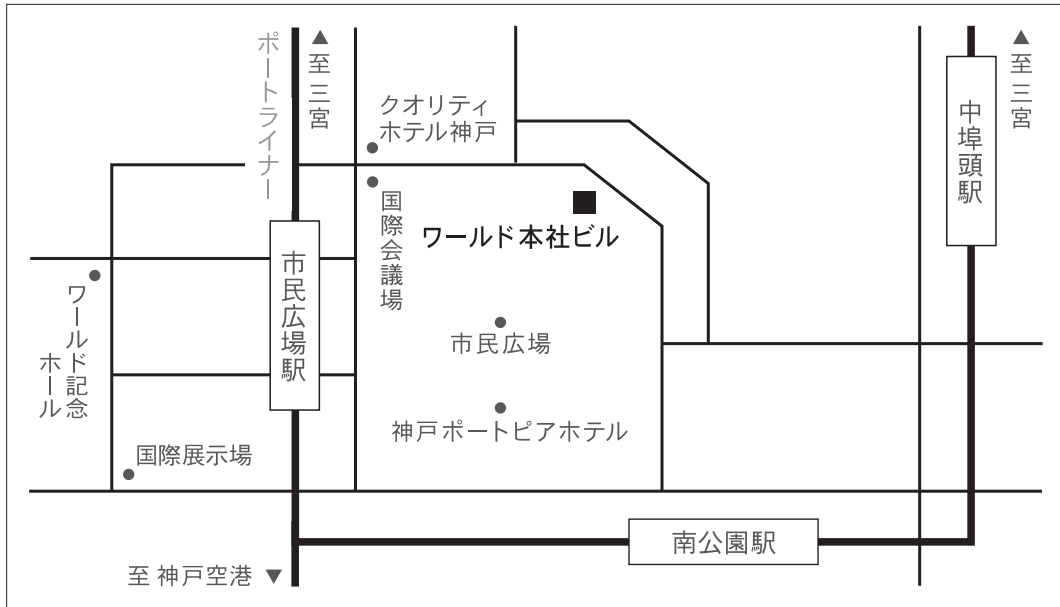 ポートライナー
▲至三宮
クオリティ
ホテル神戸
▲至三宮
中埠頭駅
国際会議場
ワールド本社ビル
市民広場駅
ワールド記念
ホール
市民広場
神戸ポートピアホテル
国際展示場
南公園駅
至 神戸空港 ▼